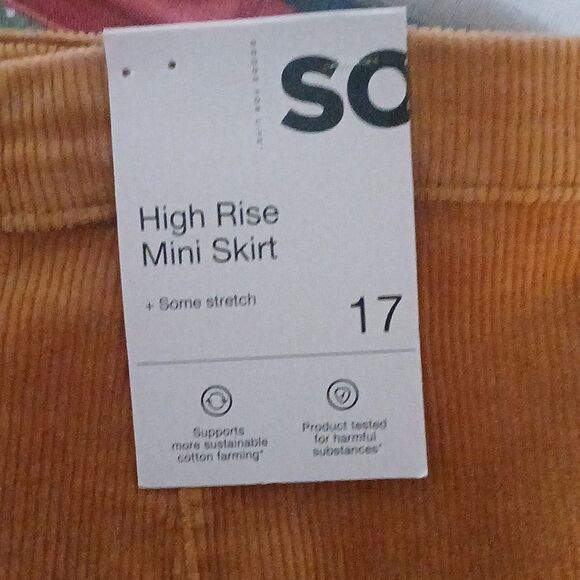 SO
High Rise
Mini Skirt
+ Some stretch
17
Supports
more sustainable
cotton farming*
Product tested
for harmful
substances*